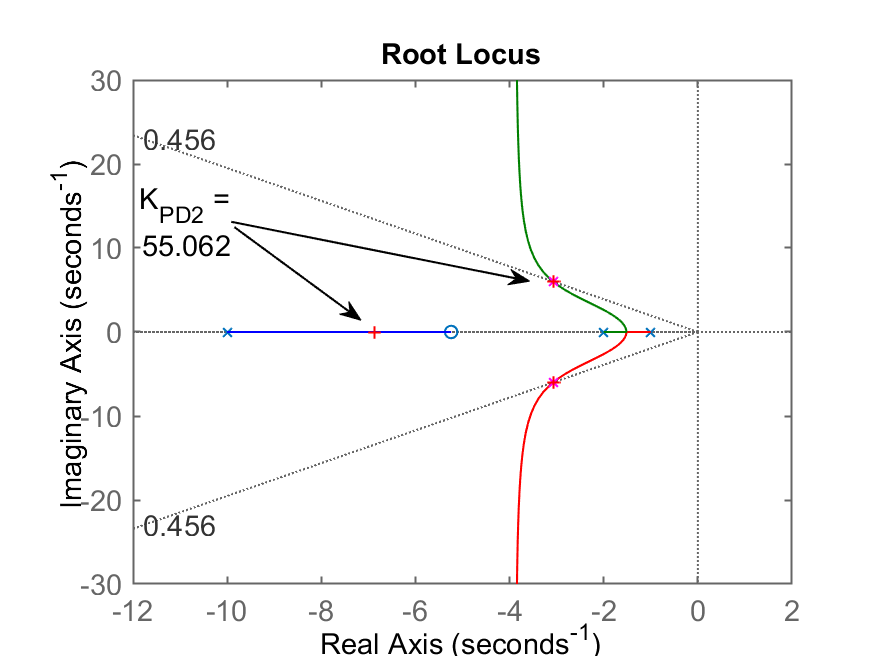 Root Locus
30
20
10
0
-10
-20
-30
Imaginary Axis (seconds⁻¹)
0.456
K_PD2 =
55.062
0.456
-12 -10 -8 -6 -4 -2 0 2
Real Axis (seconds⁻¹)